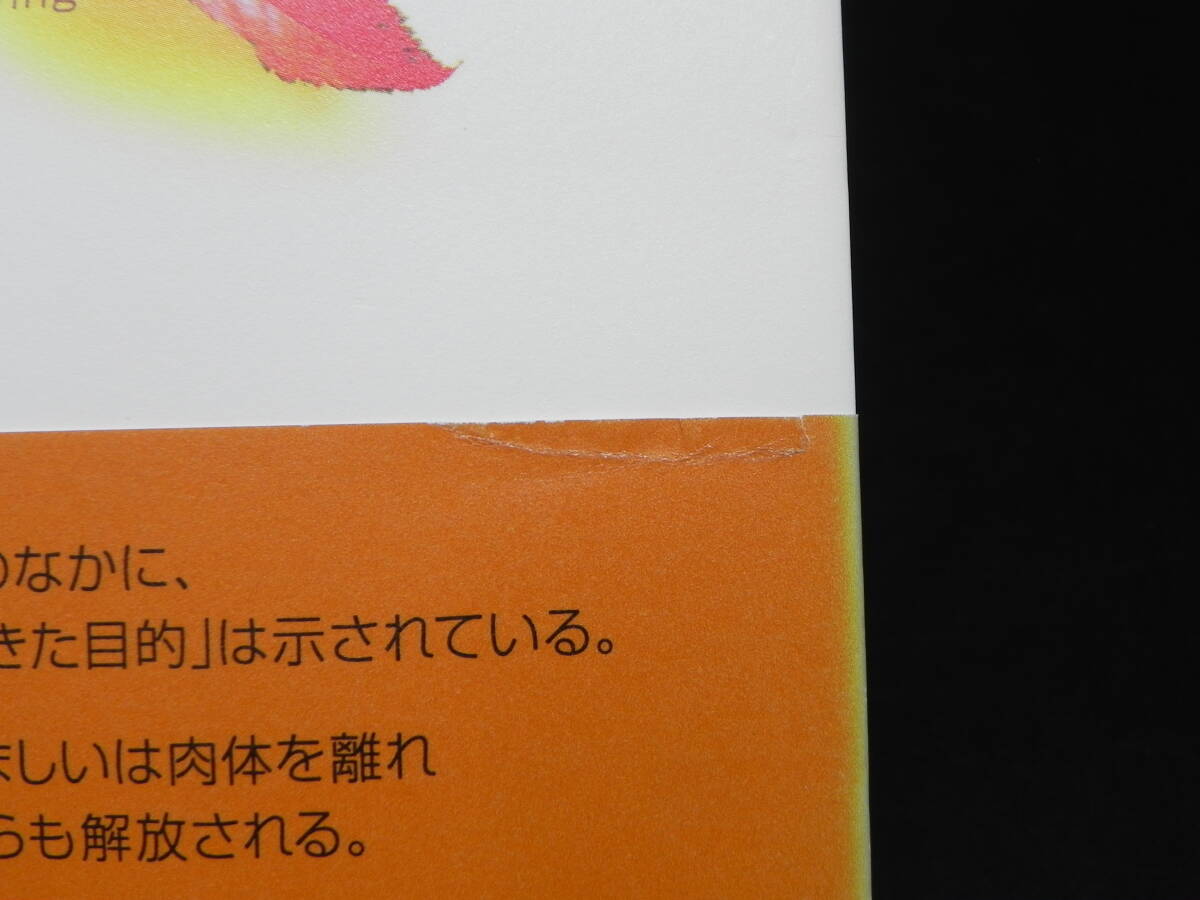 ing
なかに、
きた目的」は示されている。
ましいは肉体を離れ
らも解放される。